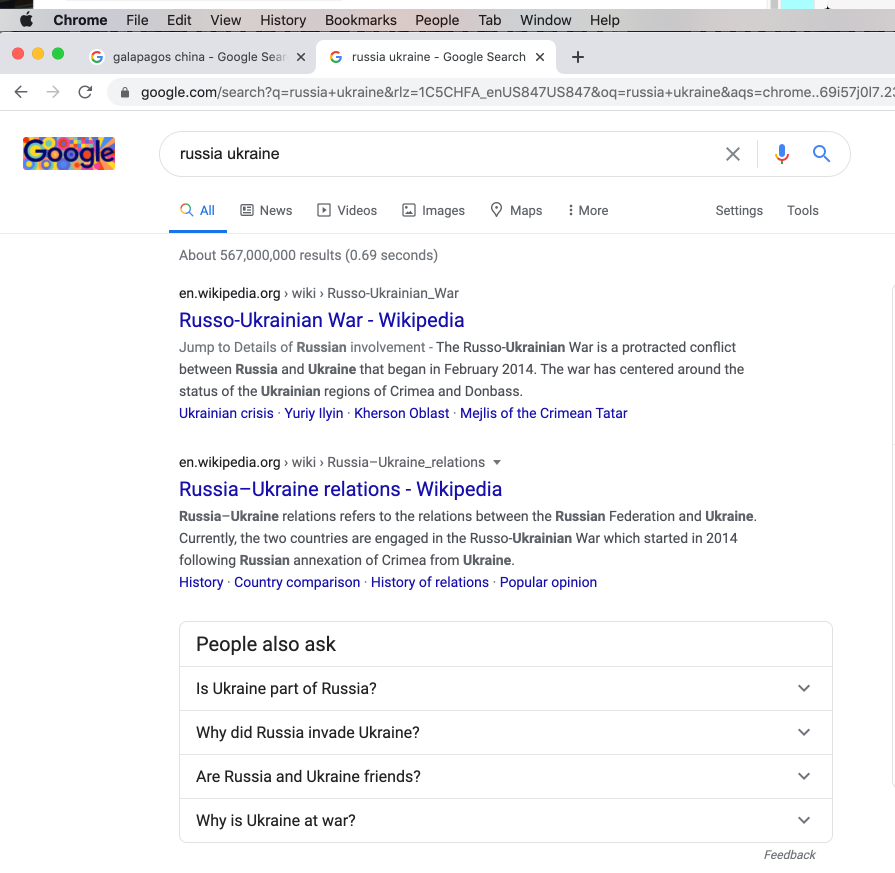 Chrome File Edit View History Bookmarks People Tab Window Help
galapagos china - Google Sear
russia ukraine - Google Search
google.com/search?q=russia+ukraine&rlz=1C5CHFA_enUS847US847&oq=russia+ukraine&aqs=chrome..69i57j0l7.23
Google
russia ukraine
All News Videos Images Maps More Settings Tools
About 567,000,000 results (0.69 seconds)
en.wikipedia.org › wiki › Russo-Ukrainian_War
Russo-Ukrainian War - Wikipedia
Jump to Details of Russian involvement - The Russo-Ukrainian War is a protracted conflict
between Russia and Ukraine that began in February 2014. The war has centered around the
status of the Ukrainian regions of Crimea and Donbass.
Ukrainian crisis · Yuriy Ilyin · Kherson Oblast · Mejlis of the Crimean Tatar
en.wikipedia.org › wiki › Russia–Ukraine_relations
Russia–Ukraine relations - Wikipedia
Russia–Ukraine relations refers to the relations between the Russian Federation and Ukraine.
Currently, the two countries are engaged in the Russo-Ukrainian War which started in 2014
following Russian annexation of Crimea from Ukraine.
History · Country comparison · History of relations · Popular opinion
People also ask
Is Ukraine part of Russia?
Why did Russia invade Ukraine?
Are Russia and Ukraine friends?
Why is Ukraine at war?
Feedback